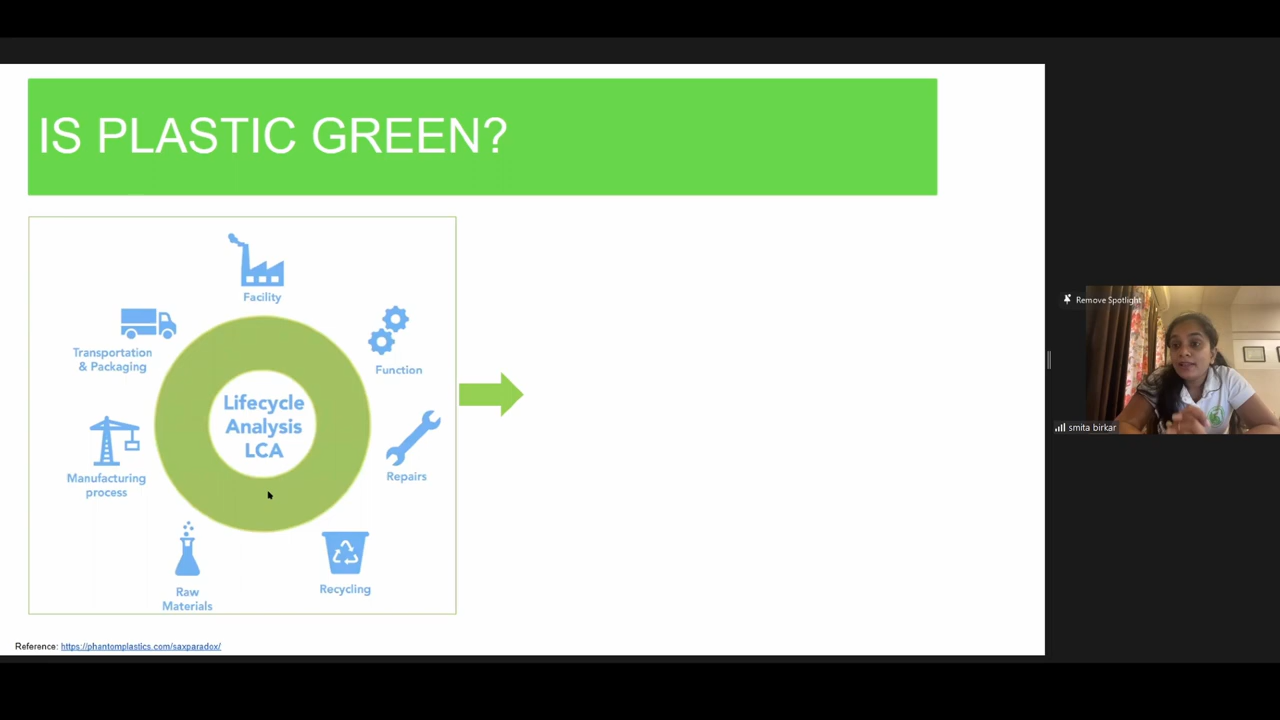 IS PLASTIC GREEN?
Facility
Transportation
& Packaging
Function
Lifecycle
Analysis
LCA
Manufacturing
process
Repairs
Raw
Materials
Recycling
Reference: https://phantomplastics.com/saxparadox/
Remove Spotlight
smita birkar